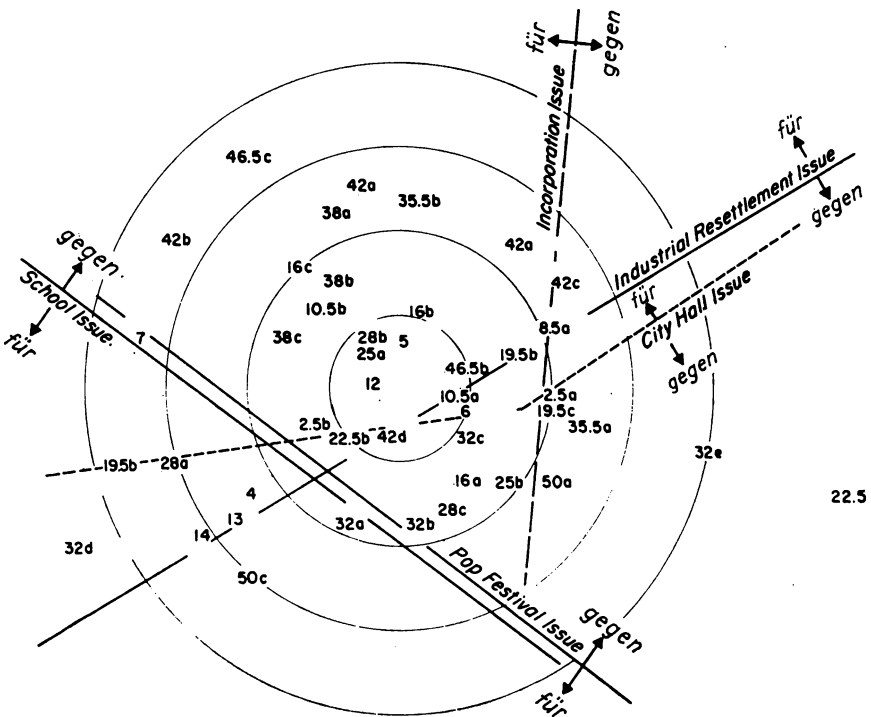 für gegen
Incorporation Issue
für
Industrial Resettlement Issue
gegen
46.5c
42a
35.5b
38a
42b
42a
gegen.
16c
38b
42c
School Issue.
für
City Hall Issue
gegen
10.5b
16b
8.5a
38c
28b
5
25a
19.5b
46.5b
12
10.5a
2.5a
6
19.5c
2.5b
22.5b
42d
32c
35.5a
32e
19.5b
28a
16a
25b
50a
22.5
4
28c
13
32a
32b
14
32d
50c
Pop Festival Issue
gegen
für